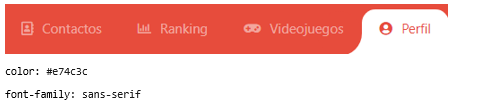 Contactos Ranking Videojuegos Perfil
color: #e74c3c
font-family: sans-serif